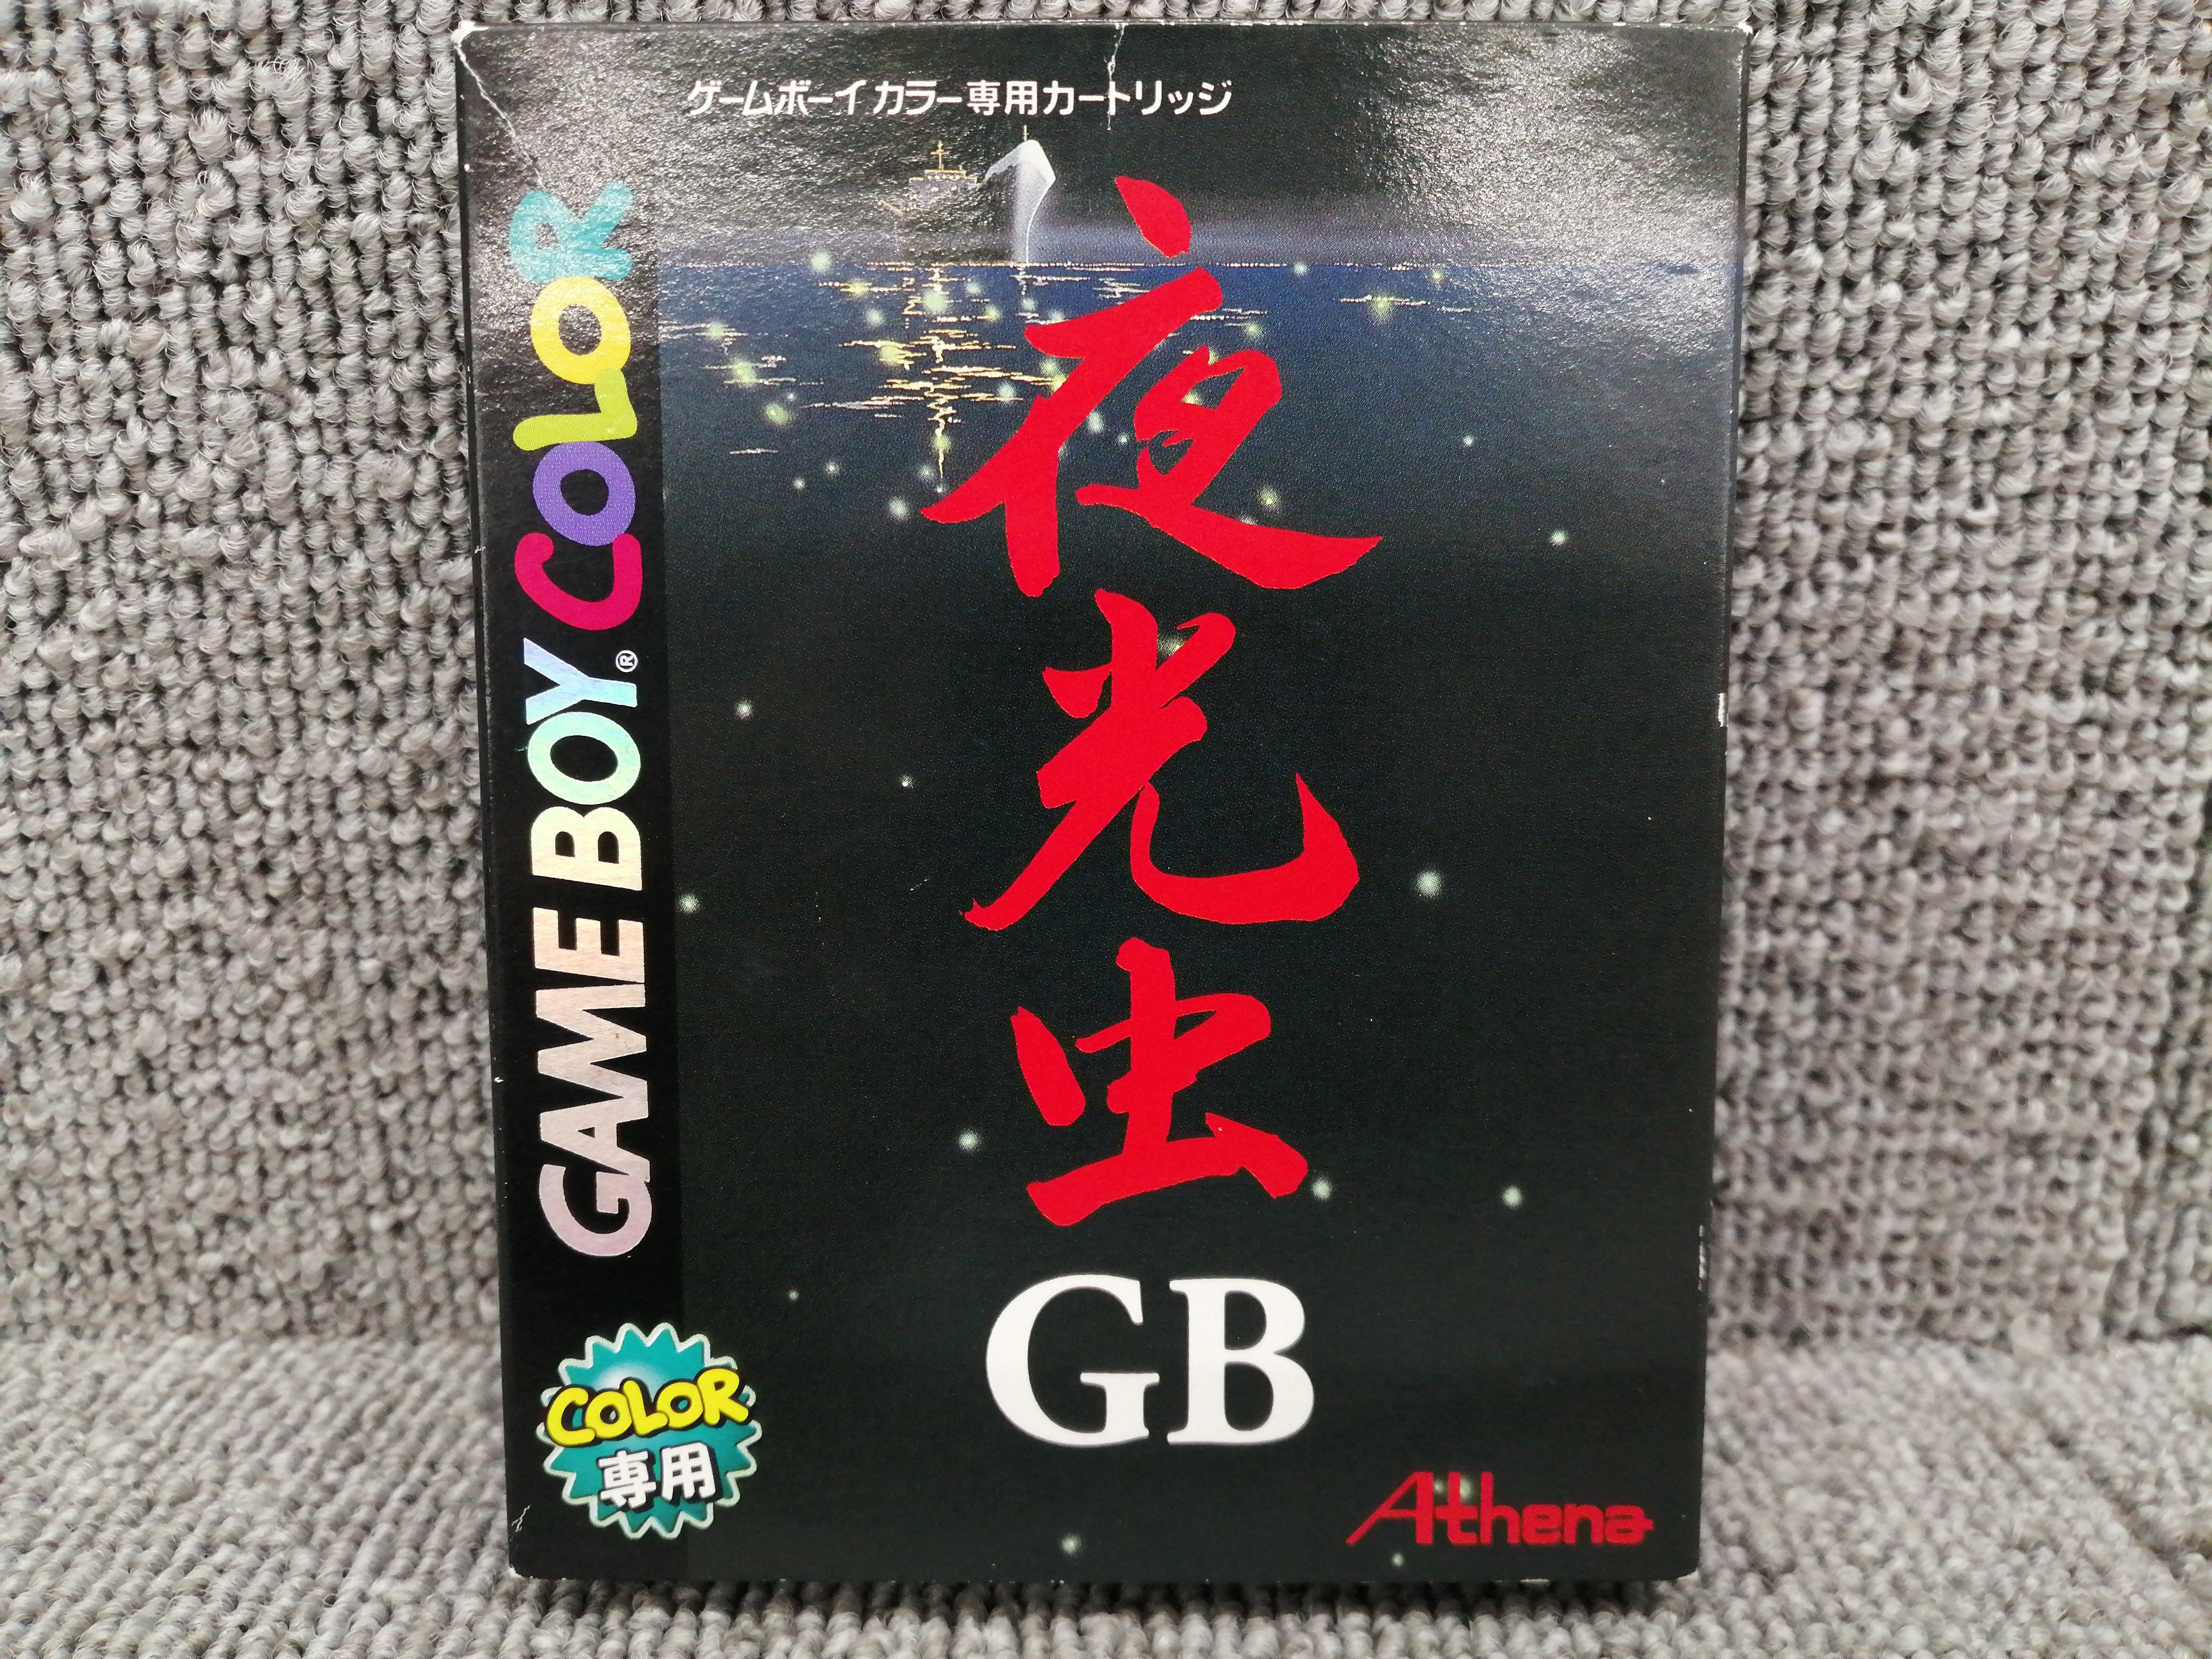 ゲームボーイカラー専用カートリッジ
GAME BOY® COLOR
夜光虫
GB
COLOR
専用
Athena